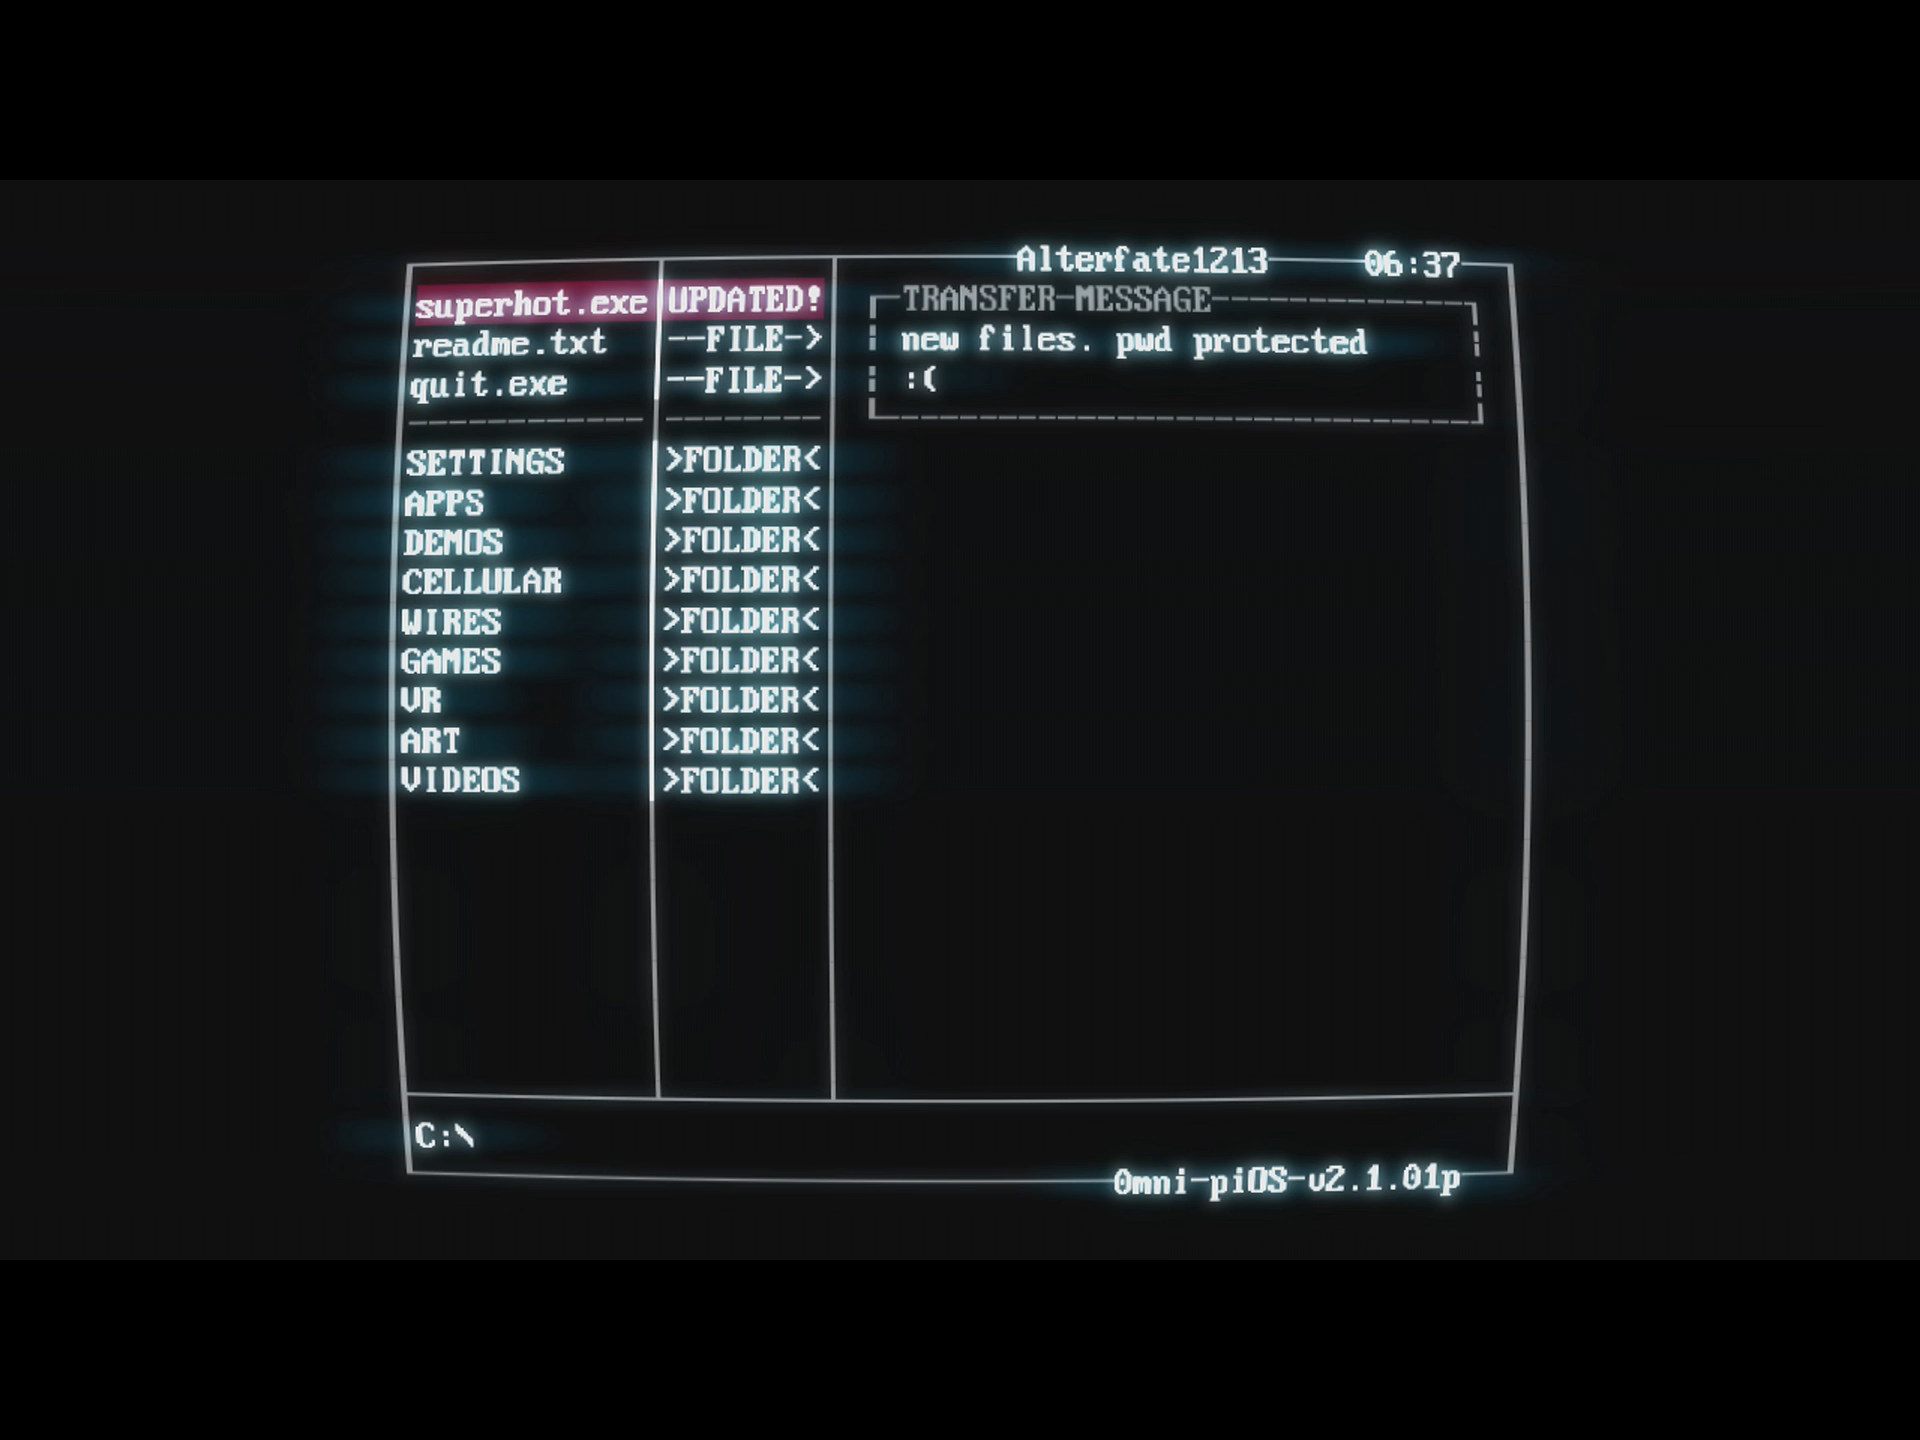 Alterfate1213 06:37
superhot.exe UPDATED!
readme.txt --FILE->
quit.exe --FILE->
TRANSFER-MESSAGE
new files. pwd protected
:(
SETTINGS >FOLDER<
APPS >FOLDER<
DEMOS >FOLDER<
CELLULAR >FOLDER<
WIRES >FOLDER<
GAMES >FOLDER<
VR >FOLDER<
ART >FOLDER<
VIDEOS >FOLDER<
C:\
0mni-piOS-v2.1.01p